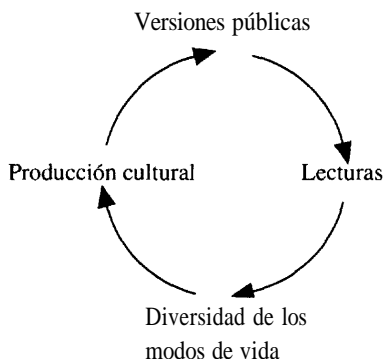 Versiones públicas
Producción cultural
Lecturas
Diversidad de los
modos de vida